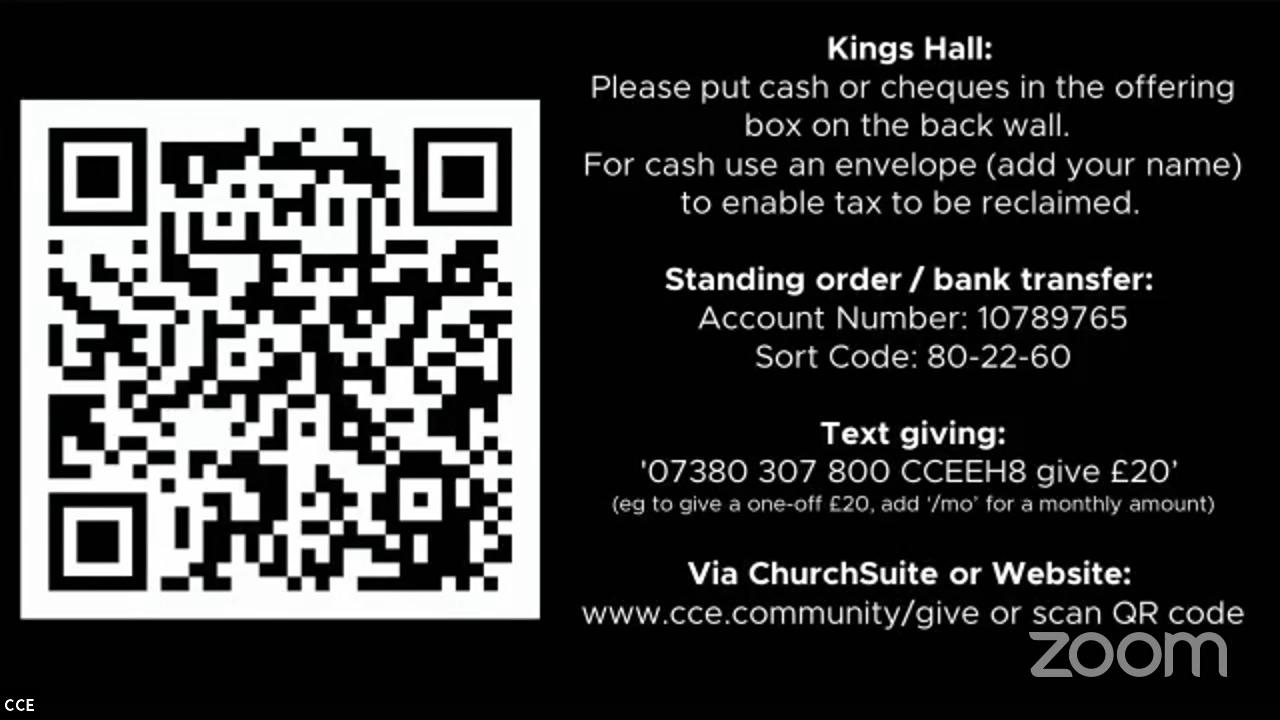 Kings Hall:
Please put cash or cheques in the offering
box on the back wall.
For cash use an envelope (add your name)
to enable tax to be reclaimed.
Standing order / bank transfer:
Account Number: 10789765
Sort Code: 80-22-60
Text giving:
'07380 307 800 CCEEH8 give £20’
(eg to give a one-off £20, add ‘/mo’ for a monthly amount)
Via ChurchSuite or Website:
www.cce.community/give or scan QR code
zoom
CCE